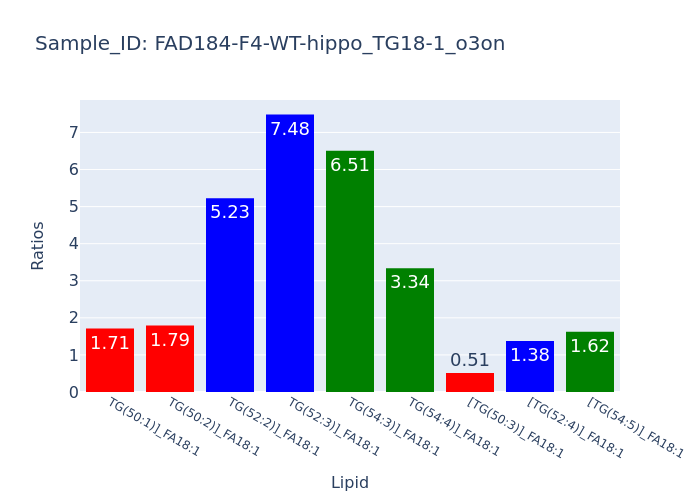 Sample_ID: FAD184-F4-WT-hippo_TG18-1_o3on
Ratios
7
6
5
4
3
2
1
0
1.71
1.79
5.23
7.48
6.51
3.34
0.51
1.38
1.62
TG(50:1)]_FA18:1
TG(50:2)]_FA18:1
TG(52:2)]_FA18:1
TG(52:3)]_FA18:1
TG(54:3)]_FA18:1
TG(54:4)]_FA18:1
[TG(50:3)]_FA18:1
[TG(52:4)]_FA18:1
[TG(54:5)]_FA18:1
Lipid